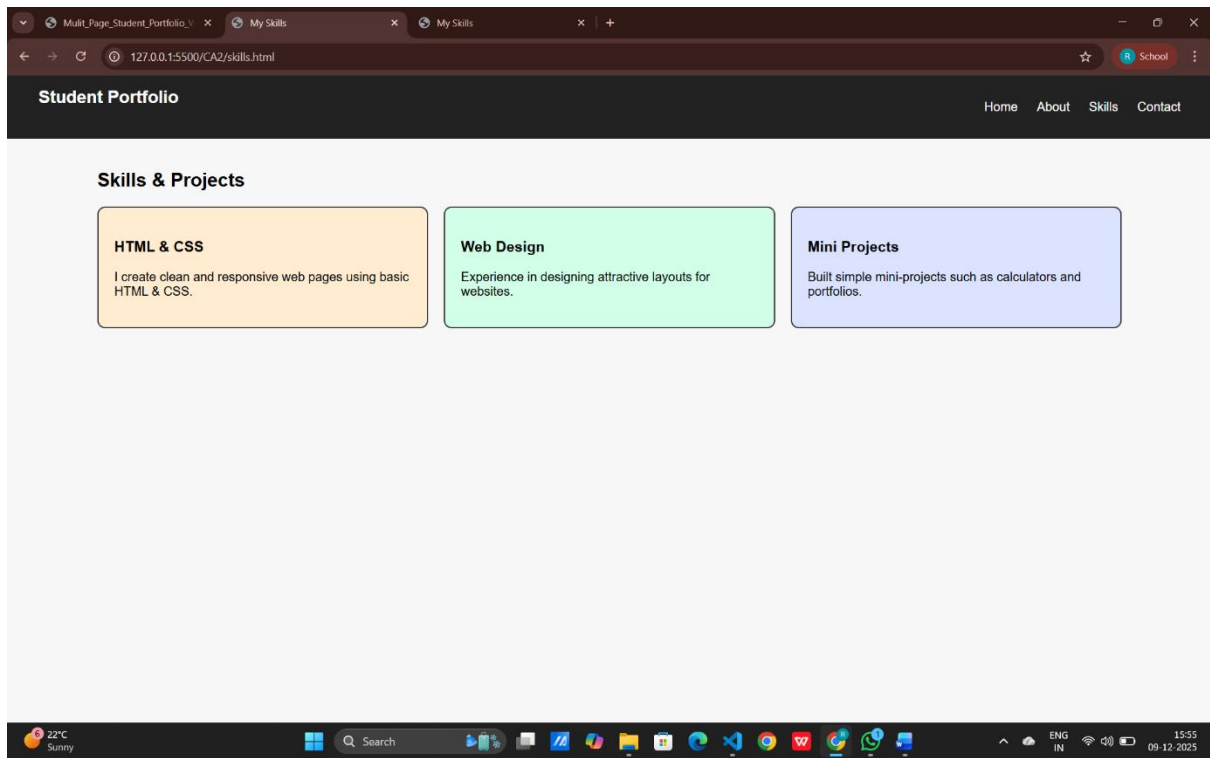 Mulit_Page_Student_Portfolio_V
My Skills
My Skills
127.0.0.1:5500/CA2/skills.html
R School
Student Portfolio
Home About Skills Contact
Skills & Projects
HTML & CSS
I create clean and responsive web pages using basic
HTML & CSS.
Web Design
Experience in designing attractive layouts for
websites.
Mini Projects
Built simple mini-projects such as calculators and
portfolios.
6
22°C
Sunny
Search
W
ENG
IN
15:55
09-12-2025